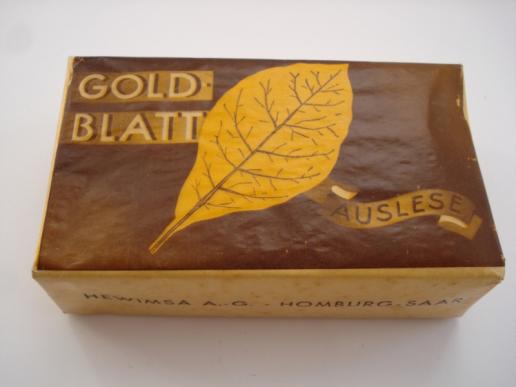 GOLD-
BLATT
AUSLESE
HEWIMSA A.-G. - HOMBURG-SAAR